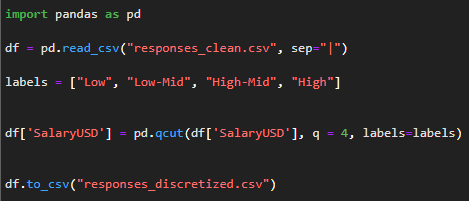 import pandas as pd
df = pd.read_csv("responses_clean.csv", sep="|")
labels = ["Low", "Low-Mid", "High-Mid", "High"]
df['SalaryUSD'] = pd.qcut(df['SalaryUSD'], q = 4, labels=labels)
df.to_csv("responses_discretized.csv")